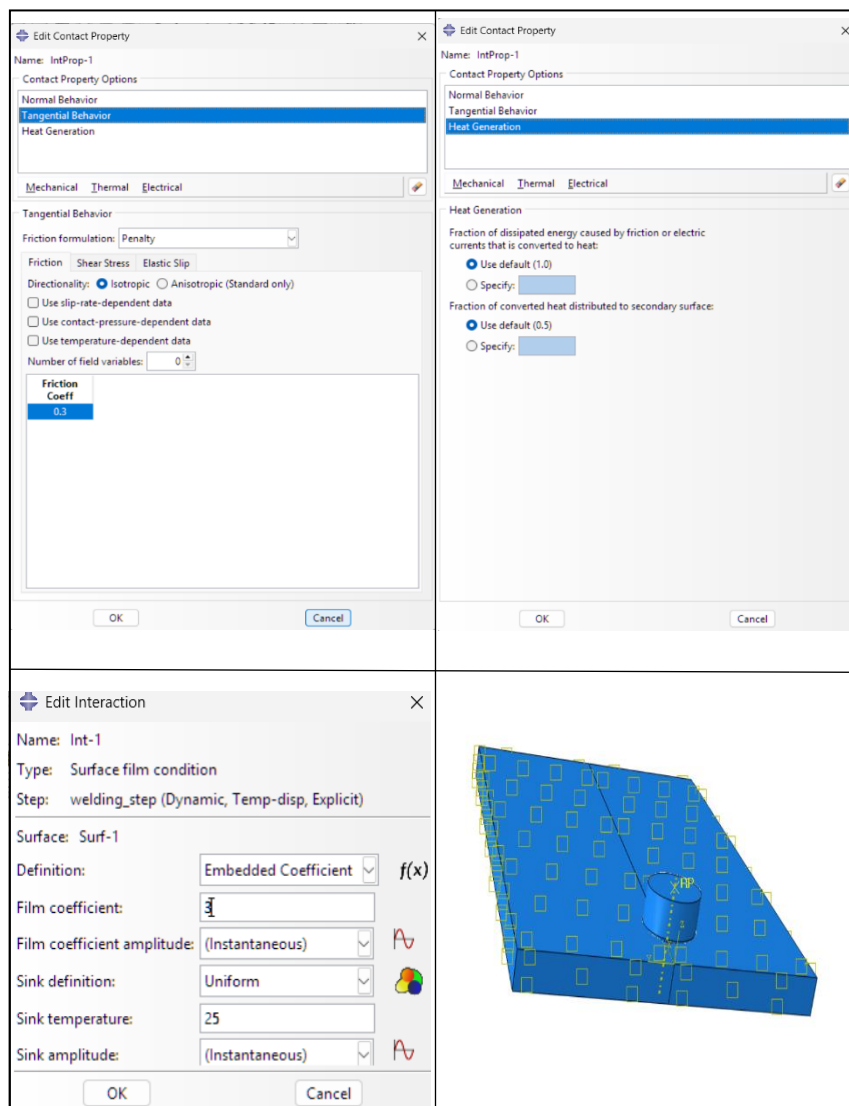 Edit Contact Property
Name: IntProp-1
Contact Property Options
Normal Behavior
Tangential Behavior
Heat Generation
Mechanical Thermal Electrical
Tangential Behavior
Friction formulation: Penalty
Friction Shear Stress Elastic Slip
Directionality: Isotropic Anisotropic (Standard only)
Use slip-rate-dependent data
Use contact-pressure-dependent data
Use temperature-dependent data
Number of field variables: 0
Friction
Coeff
0.3
OK Cancel
Edit Contact Property
Name: IntProp-1
Contact Property Options
Normal Behavior
Tangential Behavior
Heat Generation
Mechanical Thermal Electrical
Heat Generation
Fraction of dissipated energy caused by friction or electric
currents that is converted to heat:
Use default (1.0)
Specify:
Fraction of converted heat distributed to secondary surface:
Use default (0.5)
Specify:
OK Cancel
Edit Interaction
Name: Int-1
Type: Surface film condition
Step: welding_step (Dynamic, Temp-disp, Explicit)
Surface: Surf-1
Definition: Embedded Coefficient f(x)
Film coefficient: 3
Film coefficient amplitude: (Instantaneous)
Sink definition: Uniform
Sink temperature: 25
Sink amplitude: (Instantaneous)
OK Cancel
RP